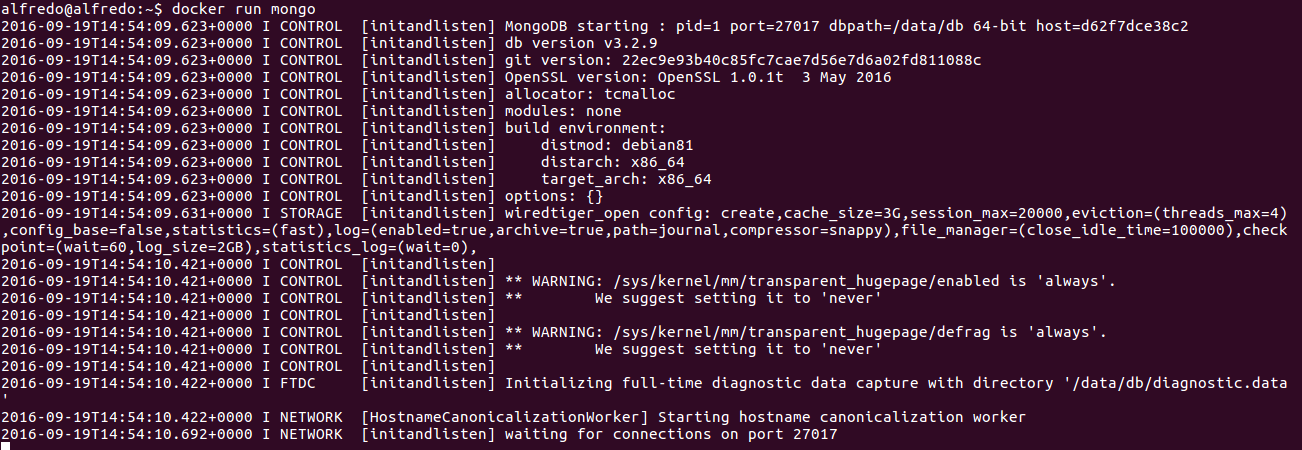 alfredo@alfredo:~$ docker run mongo
2016-09-19T14:54:09.623+0000 I CONTROL  [initandlisten] MongoDB starting : pid=1 port=27017 dbpath=/data/db 64-bit host=d62f7dce38c2
2016-09-19T14:54:09.623+0000 I CONTROL  [initandlisten] db version v3.2.9
2016-09-19T14:54:09.623+0000 I CONTROL  [initandlisten] git version: 22ec9e93b40c85fc7cae7d56e7d6a02fd811088c
2016-09-19T14:54:09.623+0000 I CONTROL  [initandlisten] OpenSSL version: OpenSSL 1.0.1t  3 May 2016
2016-09-19T14:54:09.623+0000 I CONTROL  [initandlisten] allocator: tcmalloc
2016-09-19T14:54:09.623+0000 I CONTROL  [initandlisten] modules: none
2016-09-19T14:54:09.623+0000 I CONTROL  [initandlisten] build environment:
2016-09-19T14:54:09.623+0000 I CONTROL  [initandlisten]     distmod: debian81
2016-09-19T14:54:09.623+0000 I CONTROL  [initandlisten]     distarch: x86_64
2016-09-19T14:54:09.623+0000 I CONTROL  [initandlisten]     target_arch: x86_64
2016-09-19T14:54:09.623+0000 I CONTROL  [initandlisten] options: {}
2016-09-19T14:54:09.631+0000 I STORAGE  [initandlisten] wiredtiger_open config: create,cache_size=3G,session_max=20000,eviction=(threads_max=4)
,config_base=false,statistics=(fast),log=(enabled=true,archive=true,path=journal,compressor=snappy),file_manager=(close_idle_time=100000),check
point=(wait=60,log_size=2GB),statistics_log=(wait=0),
2016-09-19T14:54:10.421+0000 I CONTROL  [initandlisten]
2016-09-19T14:54:10.421+0000 I CONTROL  [initandlisten] ** WARNING: /sys/kernel/mm/transparent_hugepage/enabled is 'always'.
2016-09-19T14:54:10.421+0000 I CONTROL  [initandlisten] **        We suggest setting it to 'never'
2016-09-19T14:54:10.421+0000 I CONTROL  [initandlisten]
2016-09-19T14:54:10.421+0000 I CONTROL  [initandlisten] ** WARNING: /sys/kernel/mm/transparent_hugepage/defrag is 'always'.
2016-09-19T14:54:10.421+0000 I CONTROL  [initandlisten] **        We suggest setting it to 'never'
2016-09-19T14:54:10.421+0000 I CONTROL  [initandlisten]
2016-09-19T14:54:10.422+0000 I FTDC     [initandlisten] Initializing full-time diagnostic data capture with directory '/data/db/diagnostic.data
'
2016-09-19T14:54:10.422+0000 I NETWORK  [HostnameCanonicalizationWorker] Starting hostname canonicalization worker
2016-09-19T14:54:10.692+0000 I NETWORK  [initandlisten] waiting for connections on port 27017